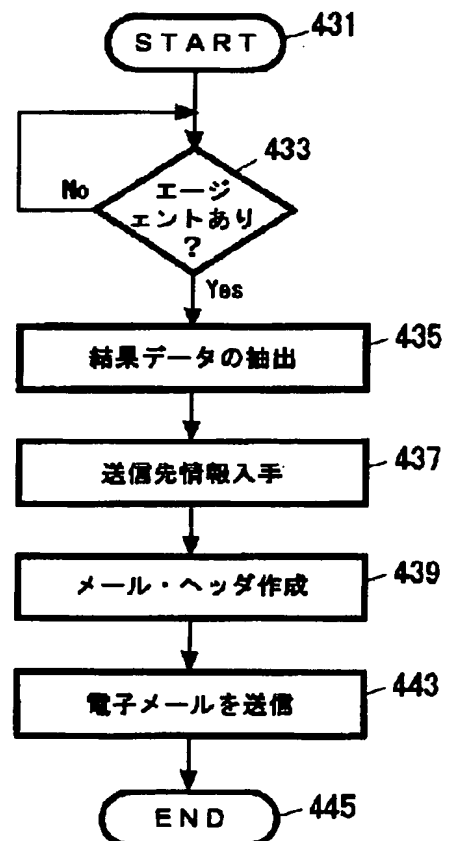 START
431
433
エージ
ェントあり
?
No
Yes
結果データの抽出
435
送信先情報入手
437
メール・ヘッダ作成
439
電子メールを送信
443
END
445